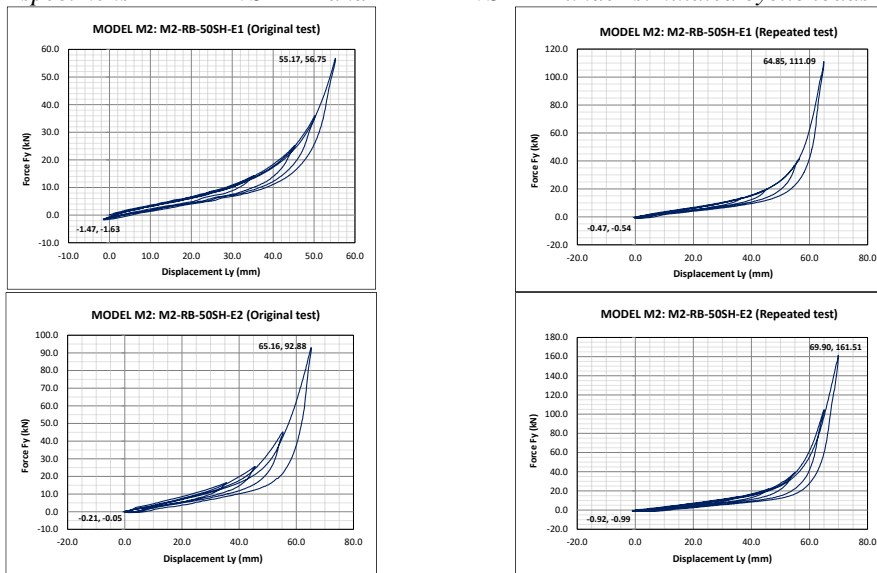 MODEL M2: M2-RB-50SH-E1 (Original test)
60.0
50.0
40.0
30.0
20.0
10.0
0.0
-10.0
Force Fy (kN)
55.17, 56.75
-1.47, -1.63
-10.0 0.0 10.0 20.0 30.0 40.0 50.0 60.0
Displacement Ly (mm)
MODEL M2: M2-RB-50SH-E1 (Repeated test)
120.0
100.0
80.0
60.0
40.0
20.0
0.0
-20.0
Force Fy (kN)
64.85, 111.09
-0.47, -0.54
-20.0 0.0 20.0 40.0 60.0 80.0
Displacement Ly (mm)
MODEL M2: M2-RB-50SH-E2 (Original test)
100.0
90.0
80.0
70.0
60.0
50.0
40.0
30.0
20.0
10.0
0.0
-10.0
Force Fy (kN)
65.16, 92.88
-0.21, -0.05
-20.0 0.0 20.0 40.0 60.0 80.0
Displacement Ly (mm)
MODEL M2: M2-RB-50SH-E2 (Repeated test)
180.0
160.0
140.0
120.0
100.0
80.0
60.0
40.0
20.0
0.0
-20.0
Force Fy (kN)
69.90, 161.51
-0.92, -0.99
-20.0 0.0 20.0 40.0 60.0 80.0
Displacement Ly (mm)